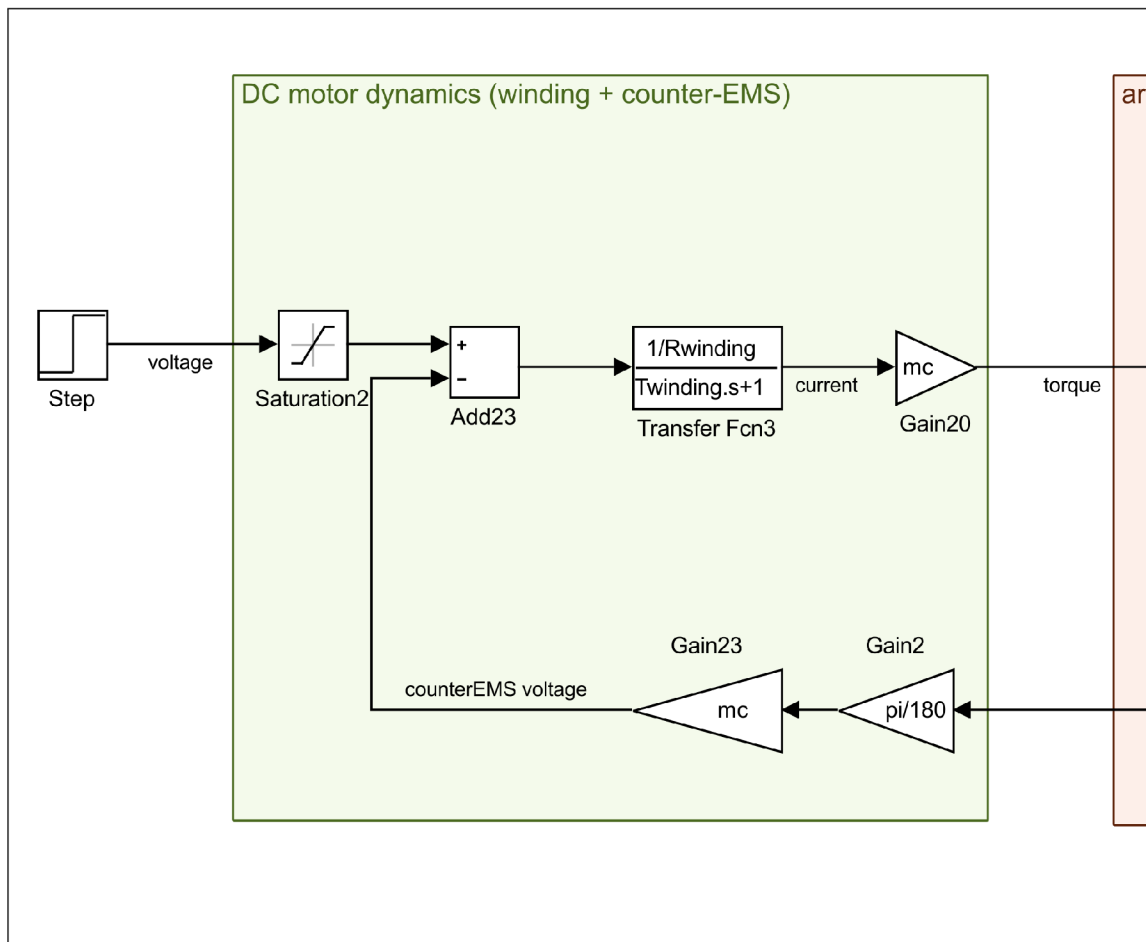 DC motor dynamics (winding + counter-EMS)
ar
voltage
Step
Saturation2
+
−
Add23
1/Rwinding
Twinding.s+1
Transfer Fcn3
current
mc
Gain20
torque
Gain23
Gain2
counterEMS voltage
mc
pi/180